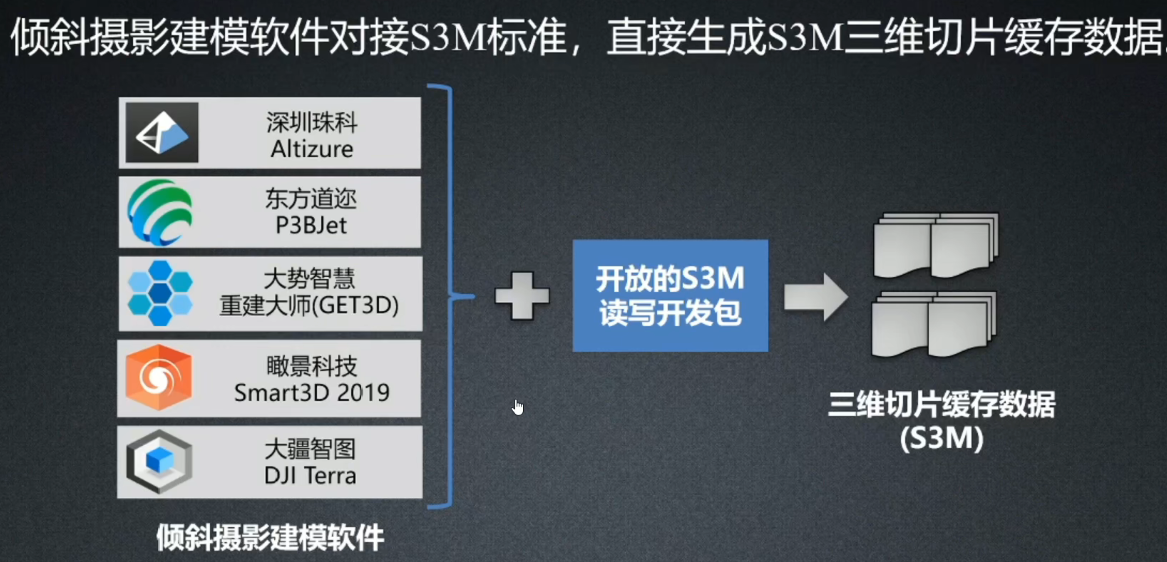 倾斜摄影建模软件对接S3M标准，直接生成S3M三维切片缓存数据
深圳珠科
Altizure
东方道迩
P3BJet
大势智慧
重建大师(GET3D)
瞰景科技
Smart3D 2019
大疆智图
DJI Terra
倾斜摄影建模软件
开放的S3M
读写开发包
三维切片缓存数据
(S3M)